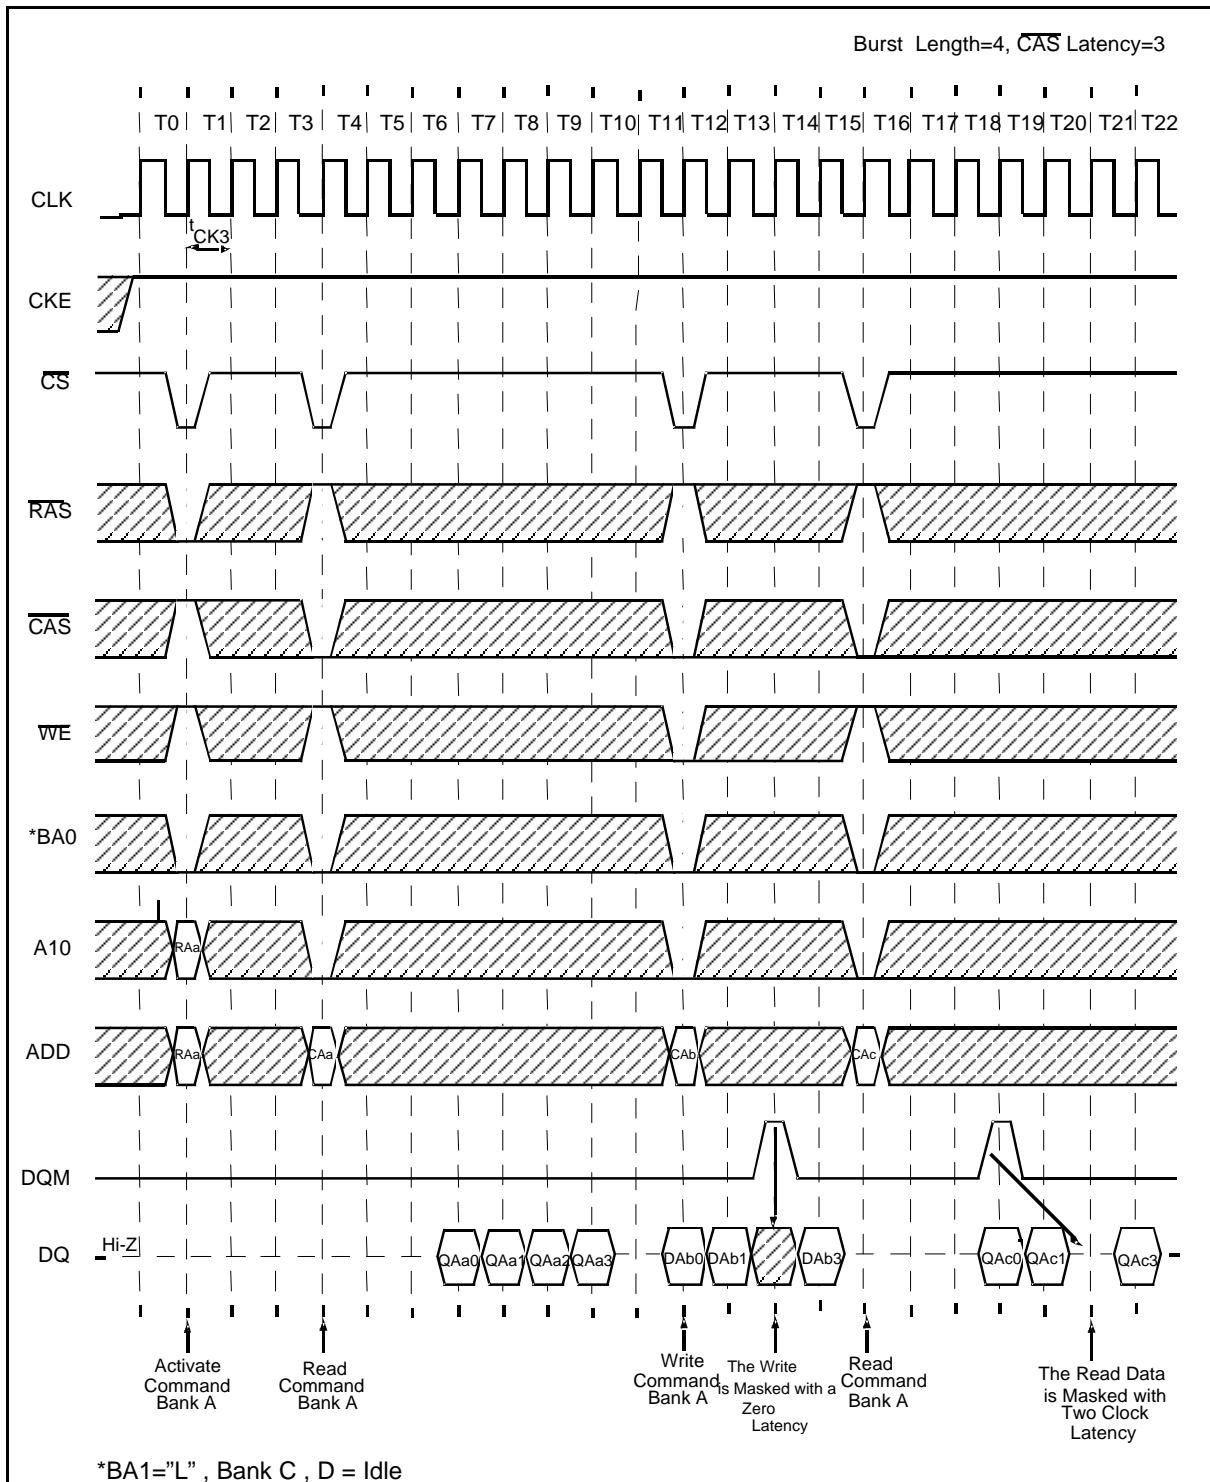 Burst Length=4, CAS Latency=3
T0 T1 T2 T3 T4 T5 T6 T7 T8 T9 T10 T11 T12 T13 T14 T15 T16 T17 T18 T19 T20 T21 T22
CLK
tCK3
CKE
CS
RAS
CAS
WE
*BA0
A10
RAa
ADD
RAa CAa CAb CAc
DQM
DQ
Hi-Z
QAa0 QAa1 QAa2 QAa3 DAb0 DAb1 DAb3 QAc0 QAc1 QAc3
Activate
Command
Bank A
Read
Command
Bank A
Write
Command
Bank A
The Write
is Masked with a
Zero
Latency
Read
Command
Bank A
The Read Data
is Masked with
Two Clock
Latency
*BA1=”L” , Bank C , D = Idle